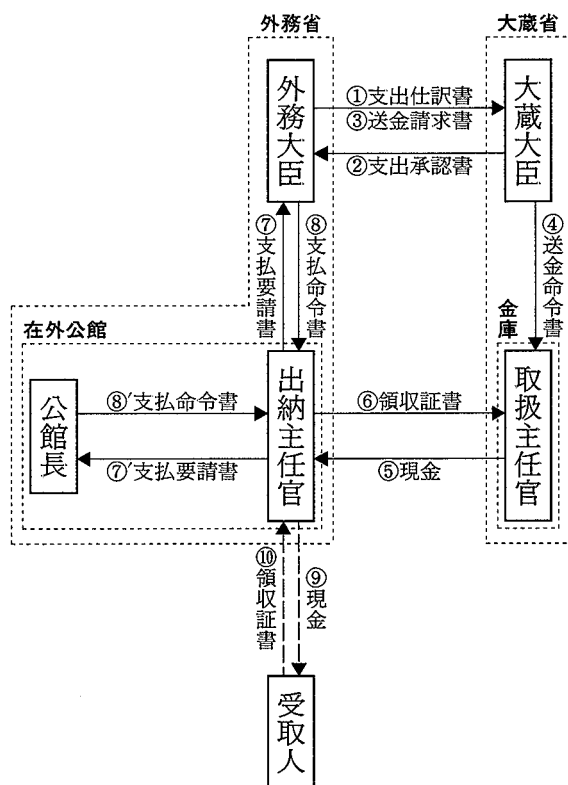 外務省
大蔵省
外務大臣
大蔵大臣
①支出仕訳書
③送金請求書
②支出承認書
⑦支払要請書
⑧支払命令書
④送金命令書
在外公館
金庫
公館長
出納主任官
取扱主任官
⑧′支払命令書
⑦′支払要請書
⑥領収証書
⑤現金
⑩領収証書
⑨現金
受取人